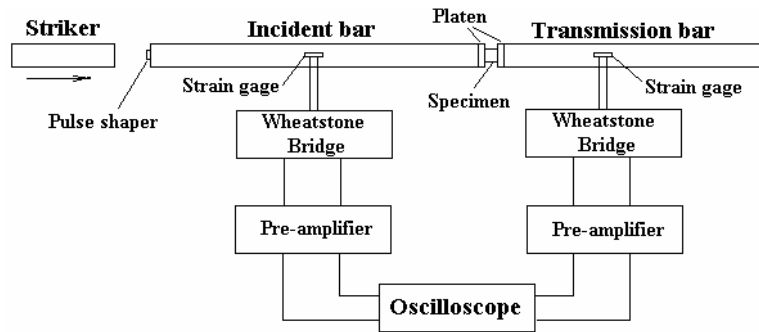 Striker
Incident bar
Platen
Transmission bar
Strain gage
Specimen
Strain gage
Pulse shaper
Wheatstone
Bridge
Wheatstone
Bridge
Pre-amplifier
Pre-amplifier
Oscilloscope